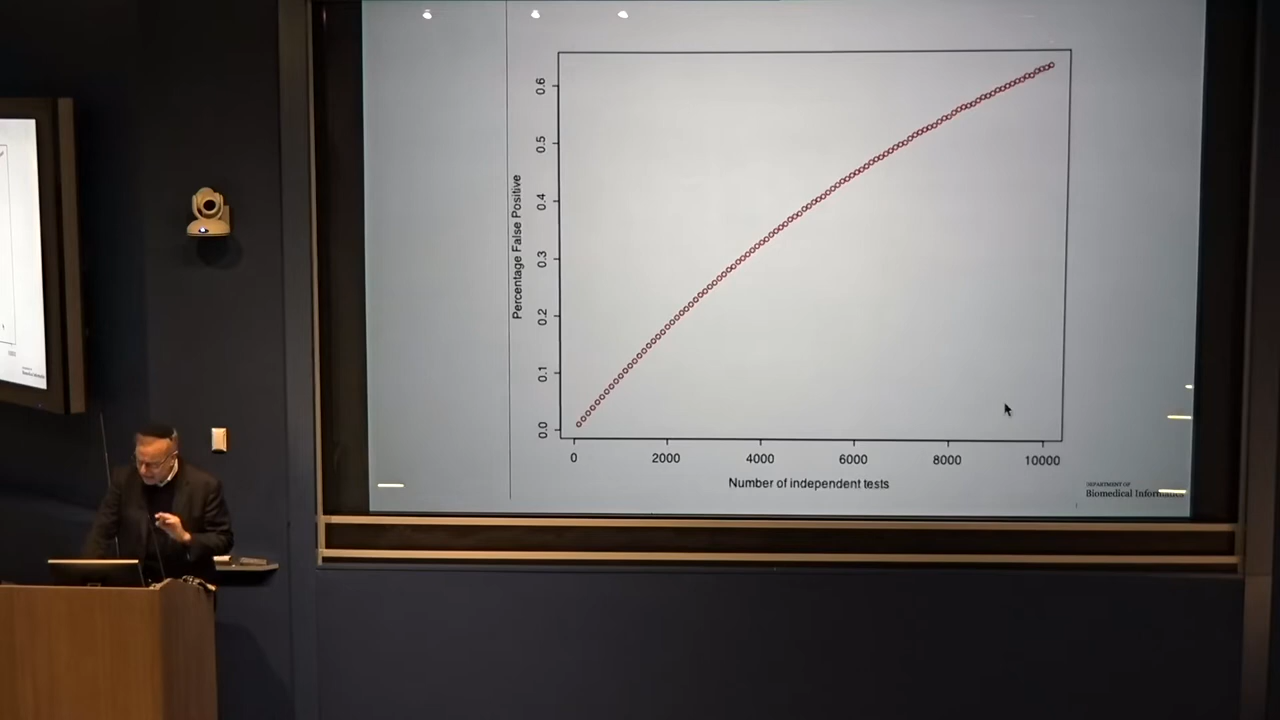 Percentage False Positive
0.6
0.5
0.4
0.3
0.2
0.1
0.0
0 2000 4000 6000 8000 10000
Number of independent tests
DEPARTMENT OF
Biomedical Informatics